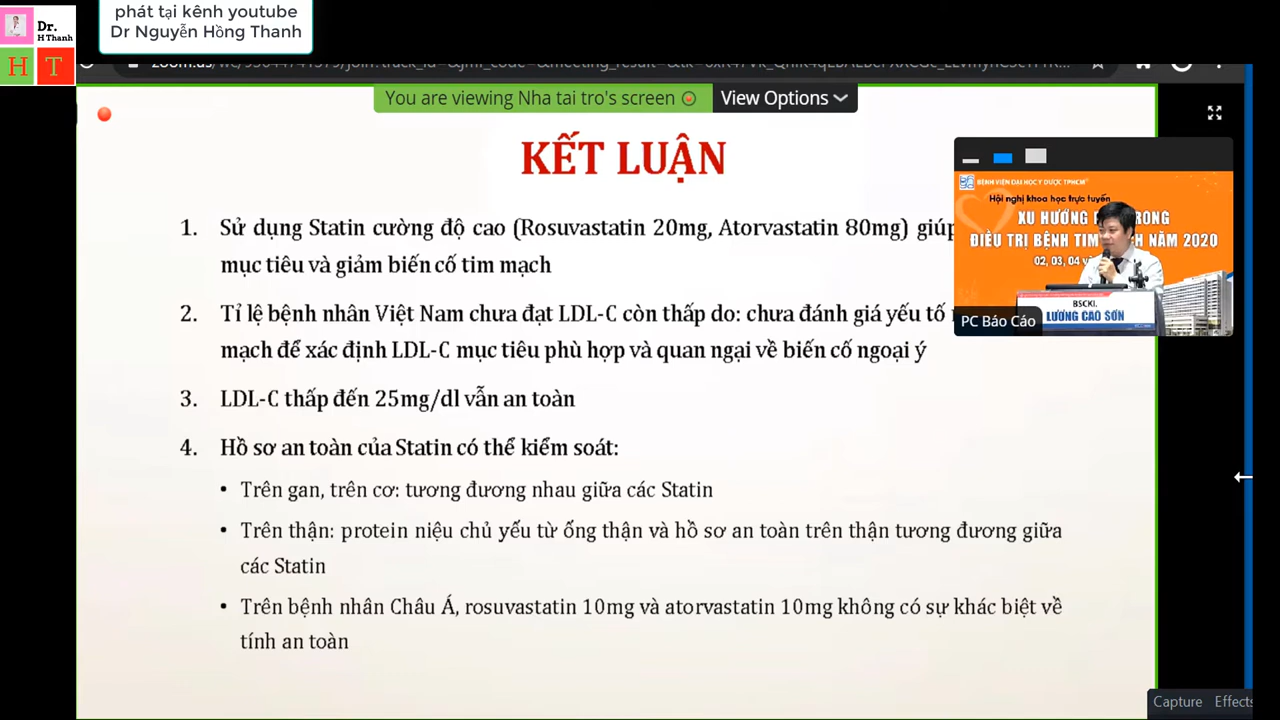 phát tại kênh youtube
Dr Nguyễn Hồng Thanh
Dr.
H Thanh
H T
You are viewing Nha tai tro's screen View Options
KẾT LUẬN
1. Sử dụng Statin cường độ cao (Rosuvastatin 20mg, Atorvastatin 80mg) giúp
mục tiêu và giảm biến cố tim mạch
2. Tỉ lệ bệnh nhân Việt Nam chưa đạt LDL-C còn thấp do: chưa đánh giá yếu tố
mạch để xác định LDL-C mục tiêu phù hợp và quan ngại về biến cố ngoại ý
3. LDL-C thấp đến 25mg/dl vẫn an toàn
4. Hồ sơ an toàn của Statin có thể kiểm soát:
• Trên gan, trên cơ: tương đương nhau giữa các Statin
• Trên thận: protein niệu chủ yếu từ ống thận và hồ sơ an toàn trên thận tương đương giữa
các Statin
• Trên bệnh nhân Châu Á, rosuvastatin 10mg và atorvastatin 10mg không có sự khác biệt về
tính an toàn
BỆNH VIỆN ĐẠI HỌC Y DƯỢC TPHCM
Hội nghị khoa học trực tuyến
XU HƯỚNG
ĐIỀU TRỊ BỆNH TIM NĂM 2020
02, 03, 04
BSCKI.
LƯƠNG CAO SƠN
PC Báo Cáo
Capture Effects